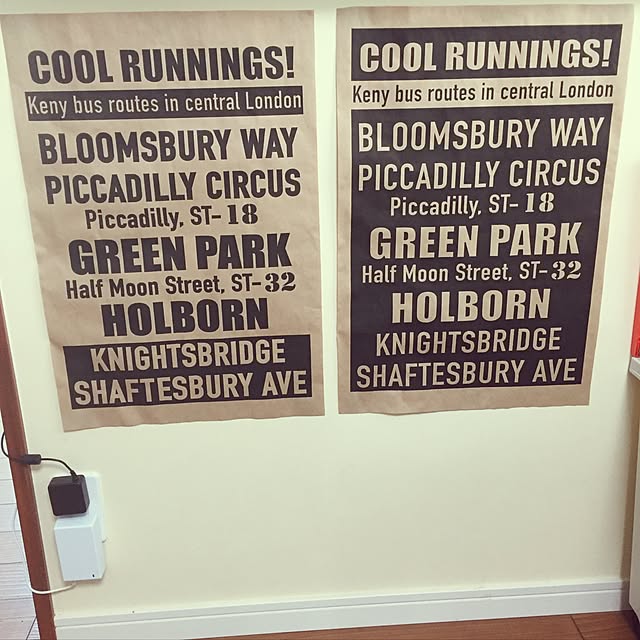 COOL RUNNINGS!
Keny bus routes in central London
BLOOMSBURY WAY
PICCADILLY CIRCUS
Piccadilly, ST-18
GREEN PARK
Half Moon Street, ST-32
HOLBORN
KNIGHTSBRIDGE
SHAFTESBURY AVE
COOL RUNNINGS!
Keny bus routes in central London
BLOOMSBURY WAY
PICCADILLY CIRCUS
Piccadilly, ST-18
GREEN PARK
Half Moon Street, ST-32
HOLBORN
KNIGHTSBRIDGE
SHAFTESBURY AVE